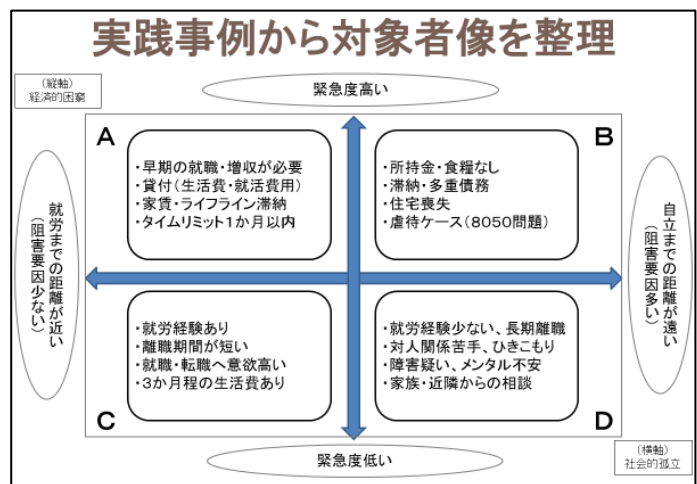 実践事例から対象者像を整理
(縦軸)
経済的困窮
緊急度高い
A
・早期の就職・増収が必要
・貸付(生活費・就活費用)
・家賃・ライフライン滞納
・タイムリミット1か月以内
B
・所持金・食糧なし
・滞納・多重債務
・住宅喪失
・虐待ケース(8050問題)
就労までの距離が近い
(阻害要因少ない)
自立までの距離が遠い
(阻害要因多い)
・就労経験あり
・離職期間が短い
・就職・転職へ意欲高い
・3か月程の生活費あり
C
・就労経験少ない、長期離職
・対人関係苦手、ひきこもり
・障害疑い、メンタル不安
・家族・近隣からの相談
D
緊急度低い
(横軸)
社会的孤立